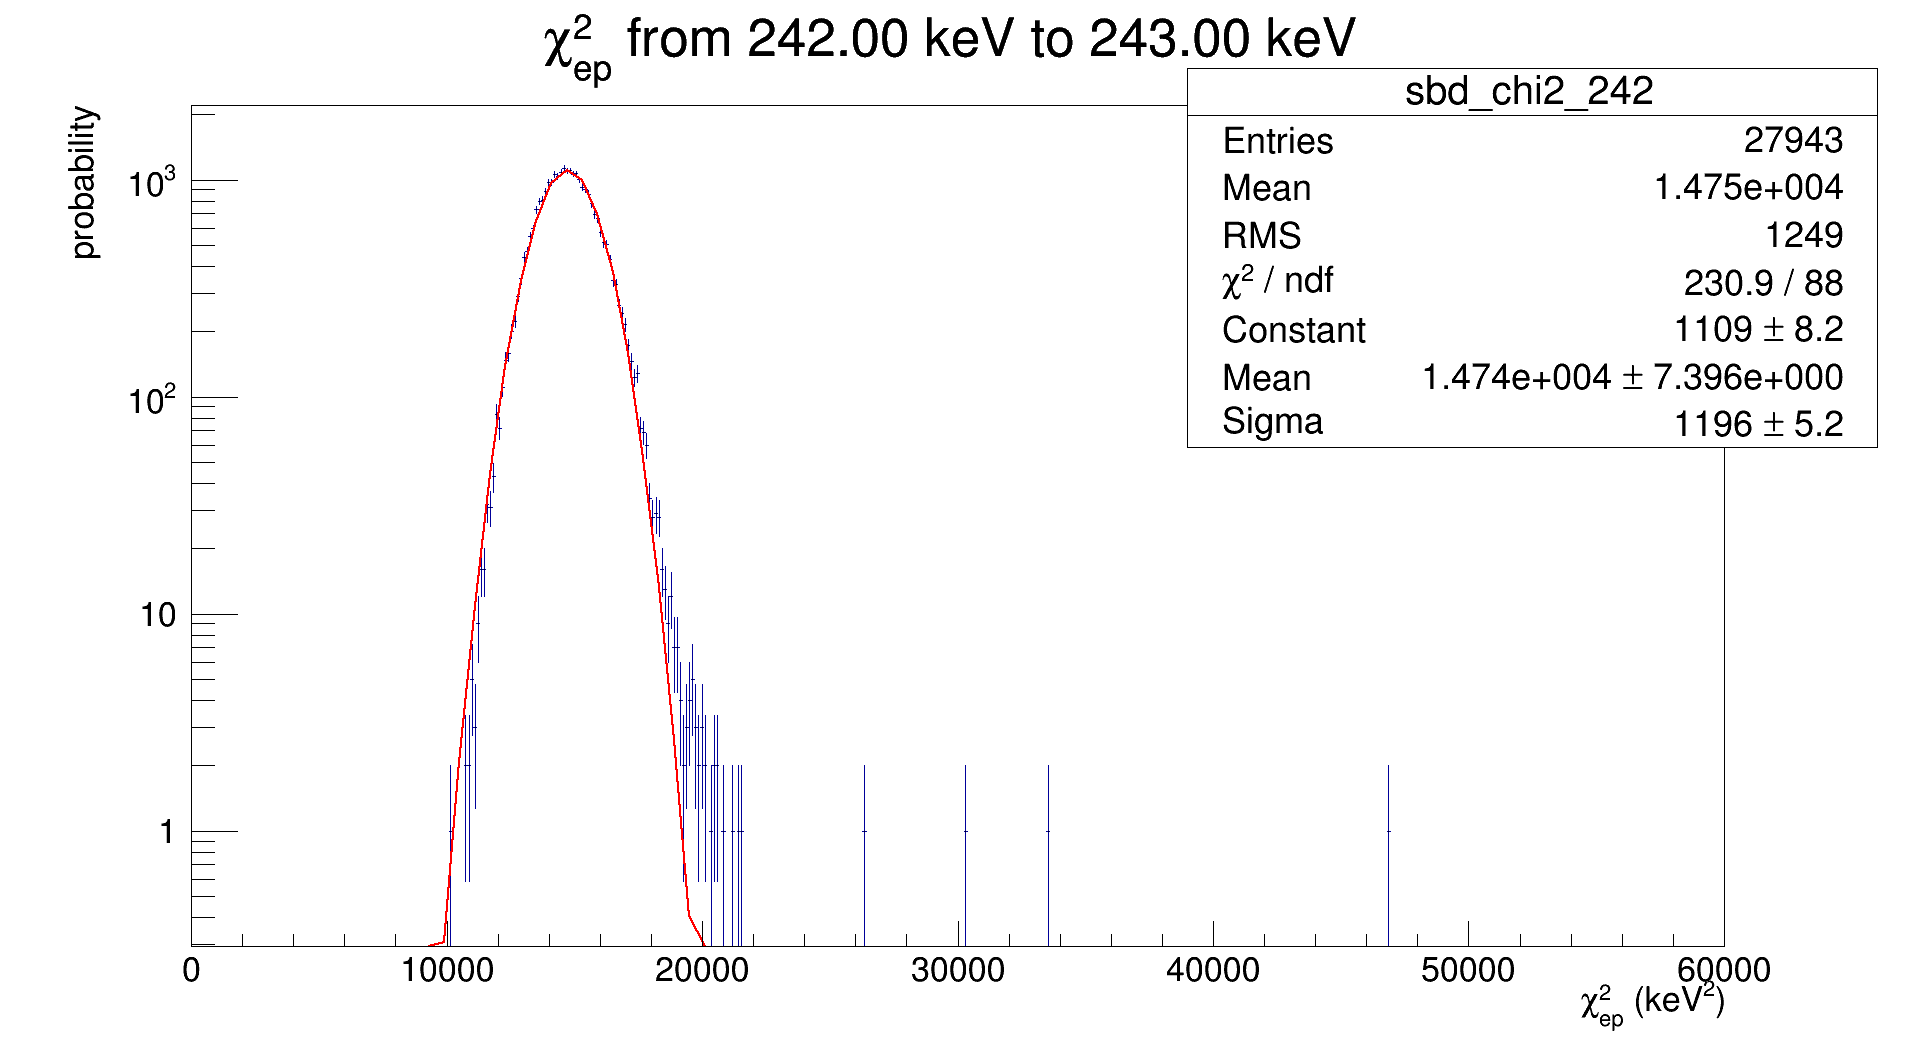 χ²ep from 242.00 keV to 243.00 keV
probability
sbd_chi2_242
Entries 27943
Mean 1.475e+004
RMS 1249
χ² / ndf 230.9 / 88
Constant 1109 ± 8.2
Mean 1.474e+004 ± 7.396e+000
Sigma 1196 ± 5.2
10³
10²
10
1
0 10000 20000 30000 40000 50000 60000
χ²ep (keV²)